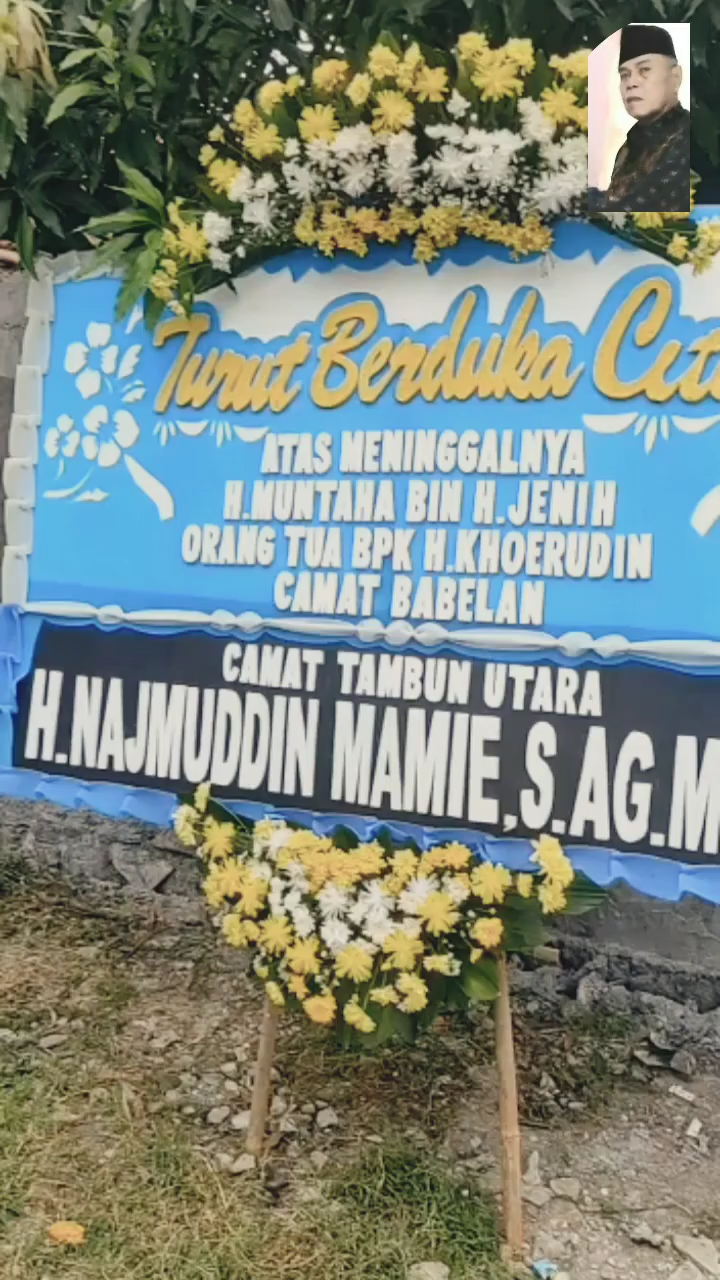 Turut Berduka Cit
ATAS MENINGGALNYA
H.MUNTAHA BIN H.JENIH
ORANG TUA BPK H.KHOERUDIN
CAMAT BABELAN
CAMAT TAMBUN UTARA
H.NAJMUDDIN MAMIE,S.AG.M